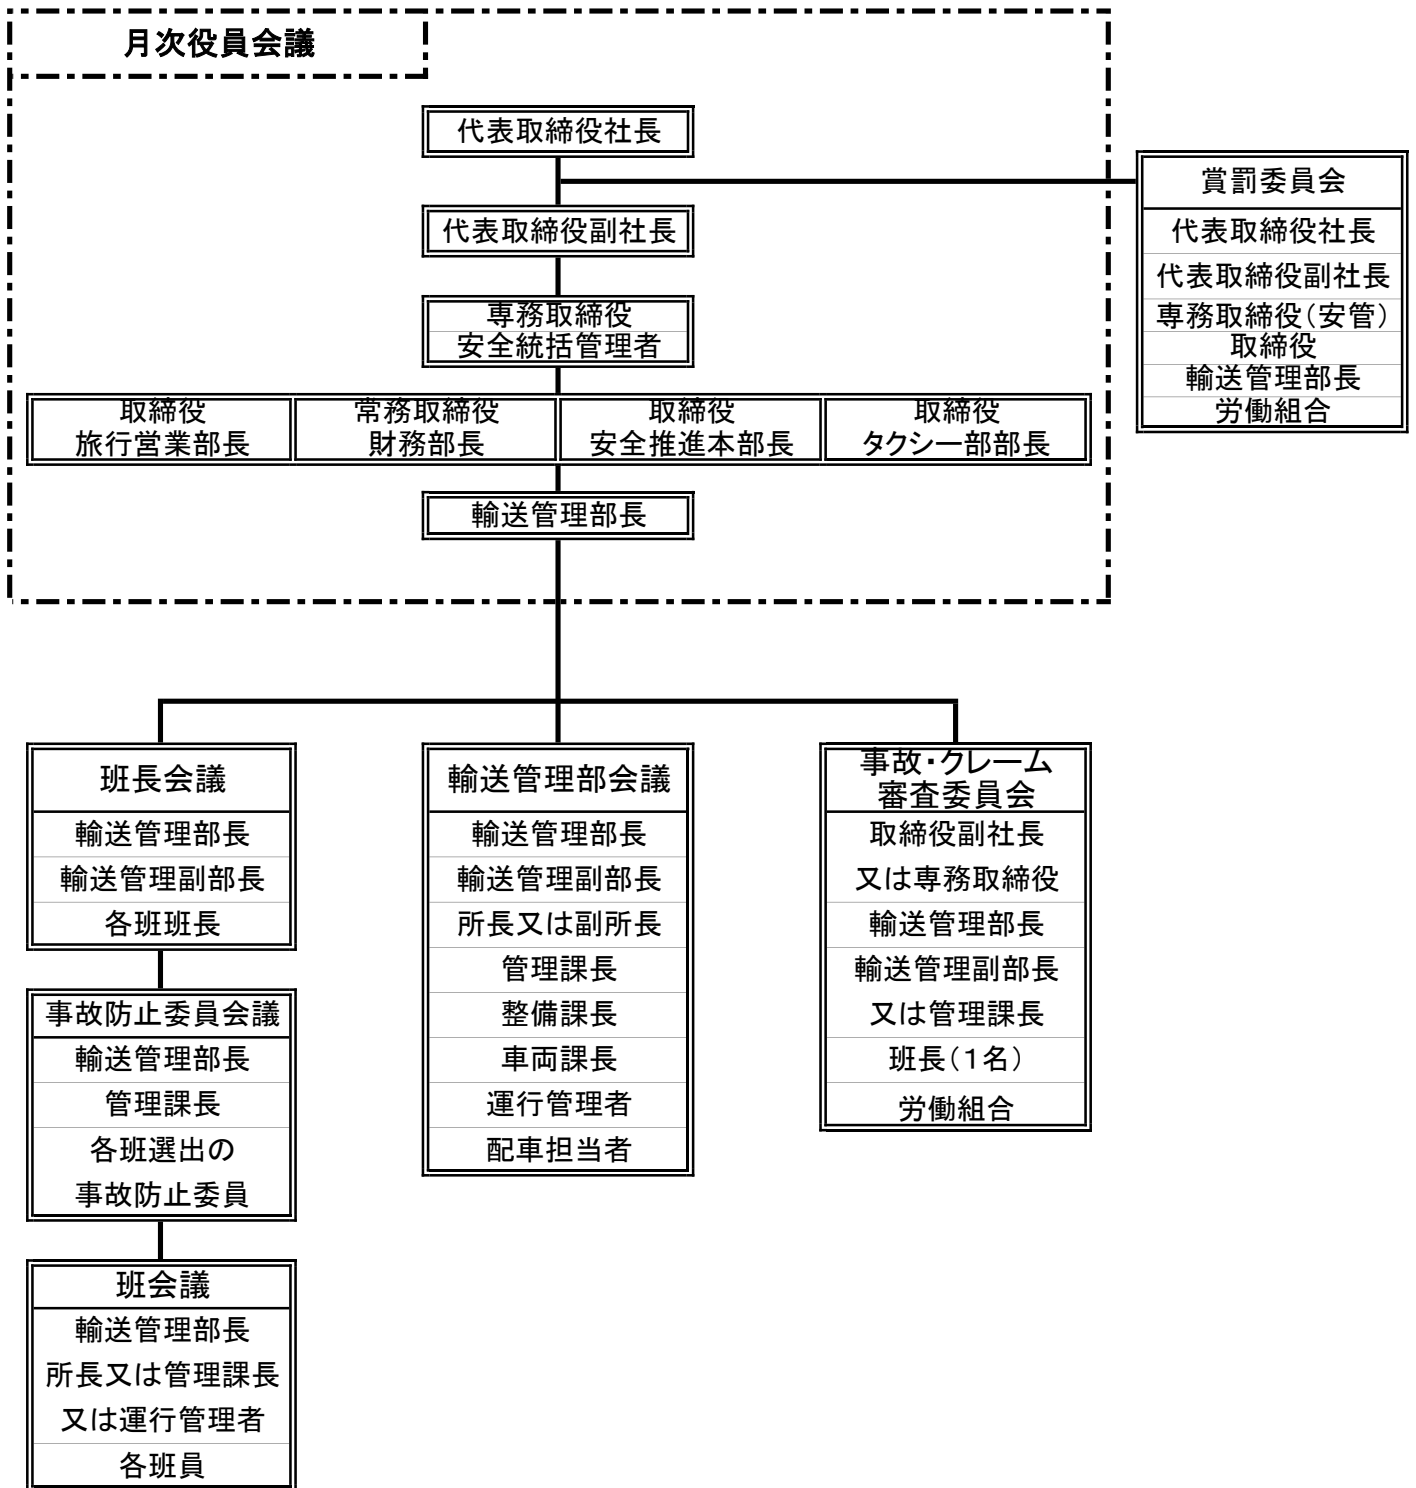 月次役員会議
代表取締役社長
代表取締役副社長
専務取締役
安全統括管理者
取締役
旅行営業部長
常務取締役
財務部長
取締役
安全推進本部長
取締役
タクシー部部長
輸送管理部長
賞罰委員会
代表取締役社長
代表取締役副社長
専務取締役(安管)
取締役
輸送管理部長
労働組合
班長会議
輸送管理部長
輸送管理副部長
各班班長
事故防止委員会議
輸送管理部長
管理課長
各班選出の
事故防止委員
班会議
輸送管理部長
所長又は管理課長
又は運行管理者
各班員
輸送管理部会議
輸送管理部長
輸送管理副部長
所長又は副所長
管理課長
整備課長
車両課長
運行管理者
配車担当者
事故・クレーム
審査委員会
取締役副社長
又は専務取締役
輸送管理部長
輸送管理副部長
又は管理課長
班長(1名)
労働組合